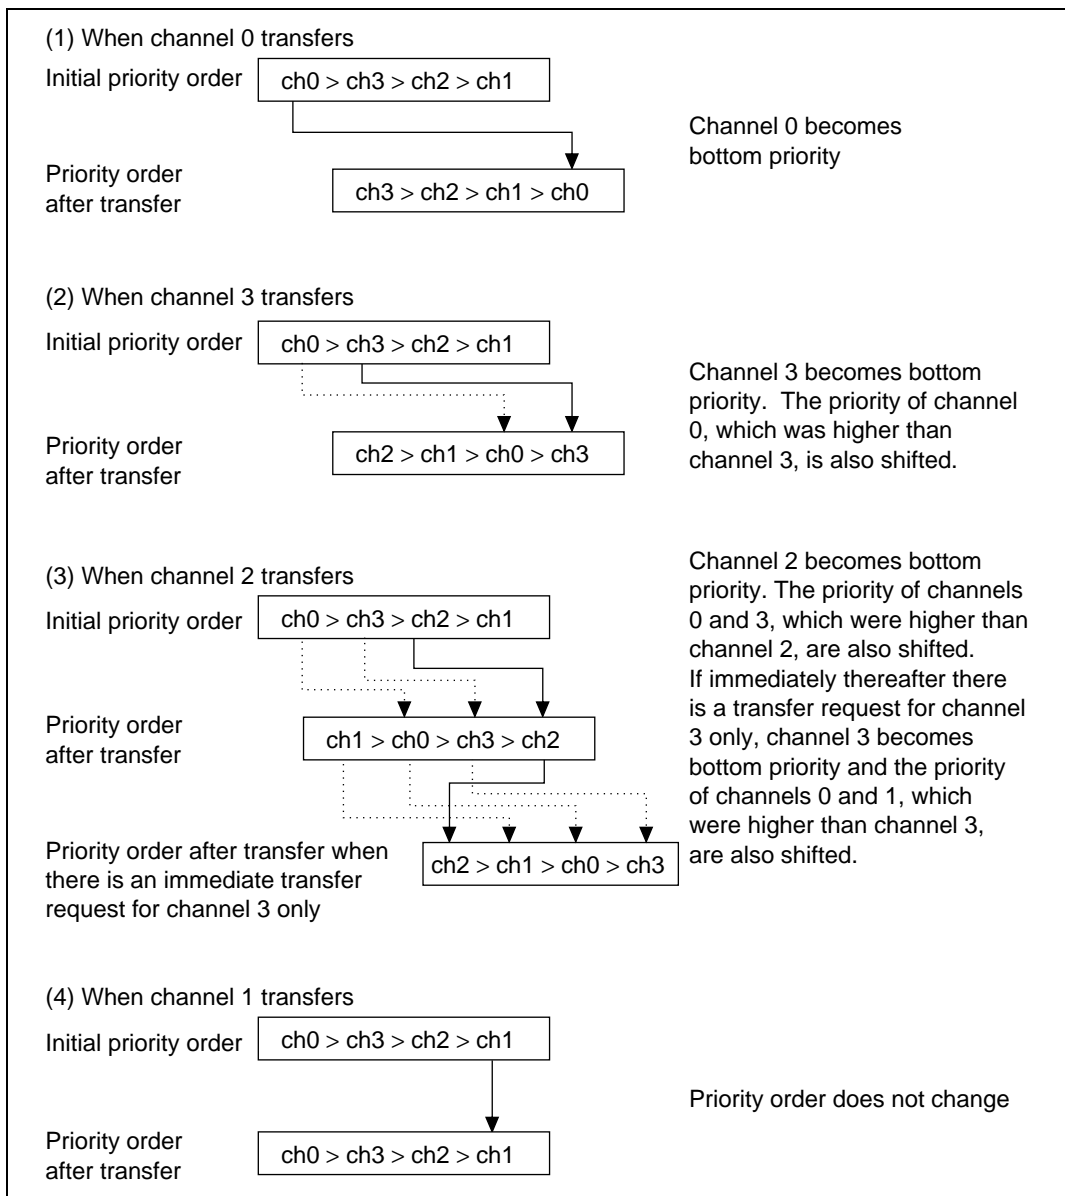 (1) When channel 0 transfers
Initial priority order
ch0 > ch3 > ch2 > ch1
Channel 0 becomes
bottom priority
Priority order
after transfer
ch3 > ch2 > ch1 > ch0
(2) When channel 3 transfers
Initial priority order
ch0 > ch3 > ch2 > ch1
Channel 3 becomes bottom
priority.  The priority of channel
0, which was higher than
channel 3, is also shifted.
Priority order
after transfer
ch2 > ch1 > ch0 > ch3
(3) When channel 2 transfers
Initial priority order
ch0 > ch3 > ch2 > ch1
Channel 2 becomes bottom
priority. The priority of channels
0 and 3, which were higher than
channel 2, are also shifted.
If immediately thereafter there
is a transfer request for channel
3 only, channel 3 becomes
bottom priority and the priority
of channels 0 and 1, which
were higher than channel 3,
are also shifted.
Priority order
after transfer
ch1 > ch0 > ch3 > ch2
Priority order after transfer when
there is an immediate transfer
request for channel 3 only
ch2 > ch1 > ch0 > ch3
(4) When channel 1 transfers
Initial priority order
ch0 > ch3 > ch2 > ch1
Priority order does not change
Priority order
after transfer
ch0 > ch3 > ch2 > ch1